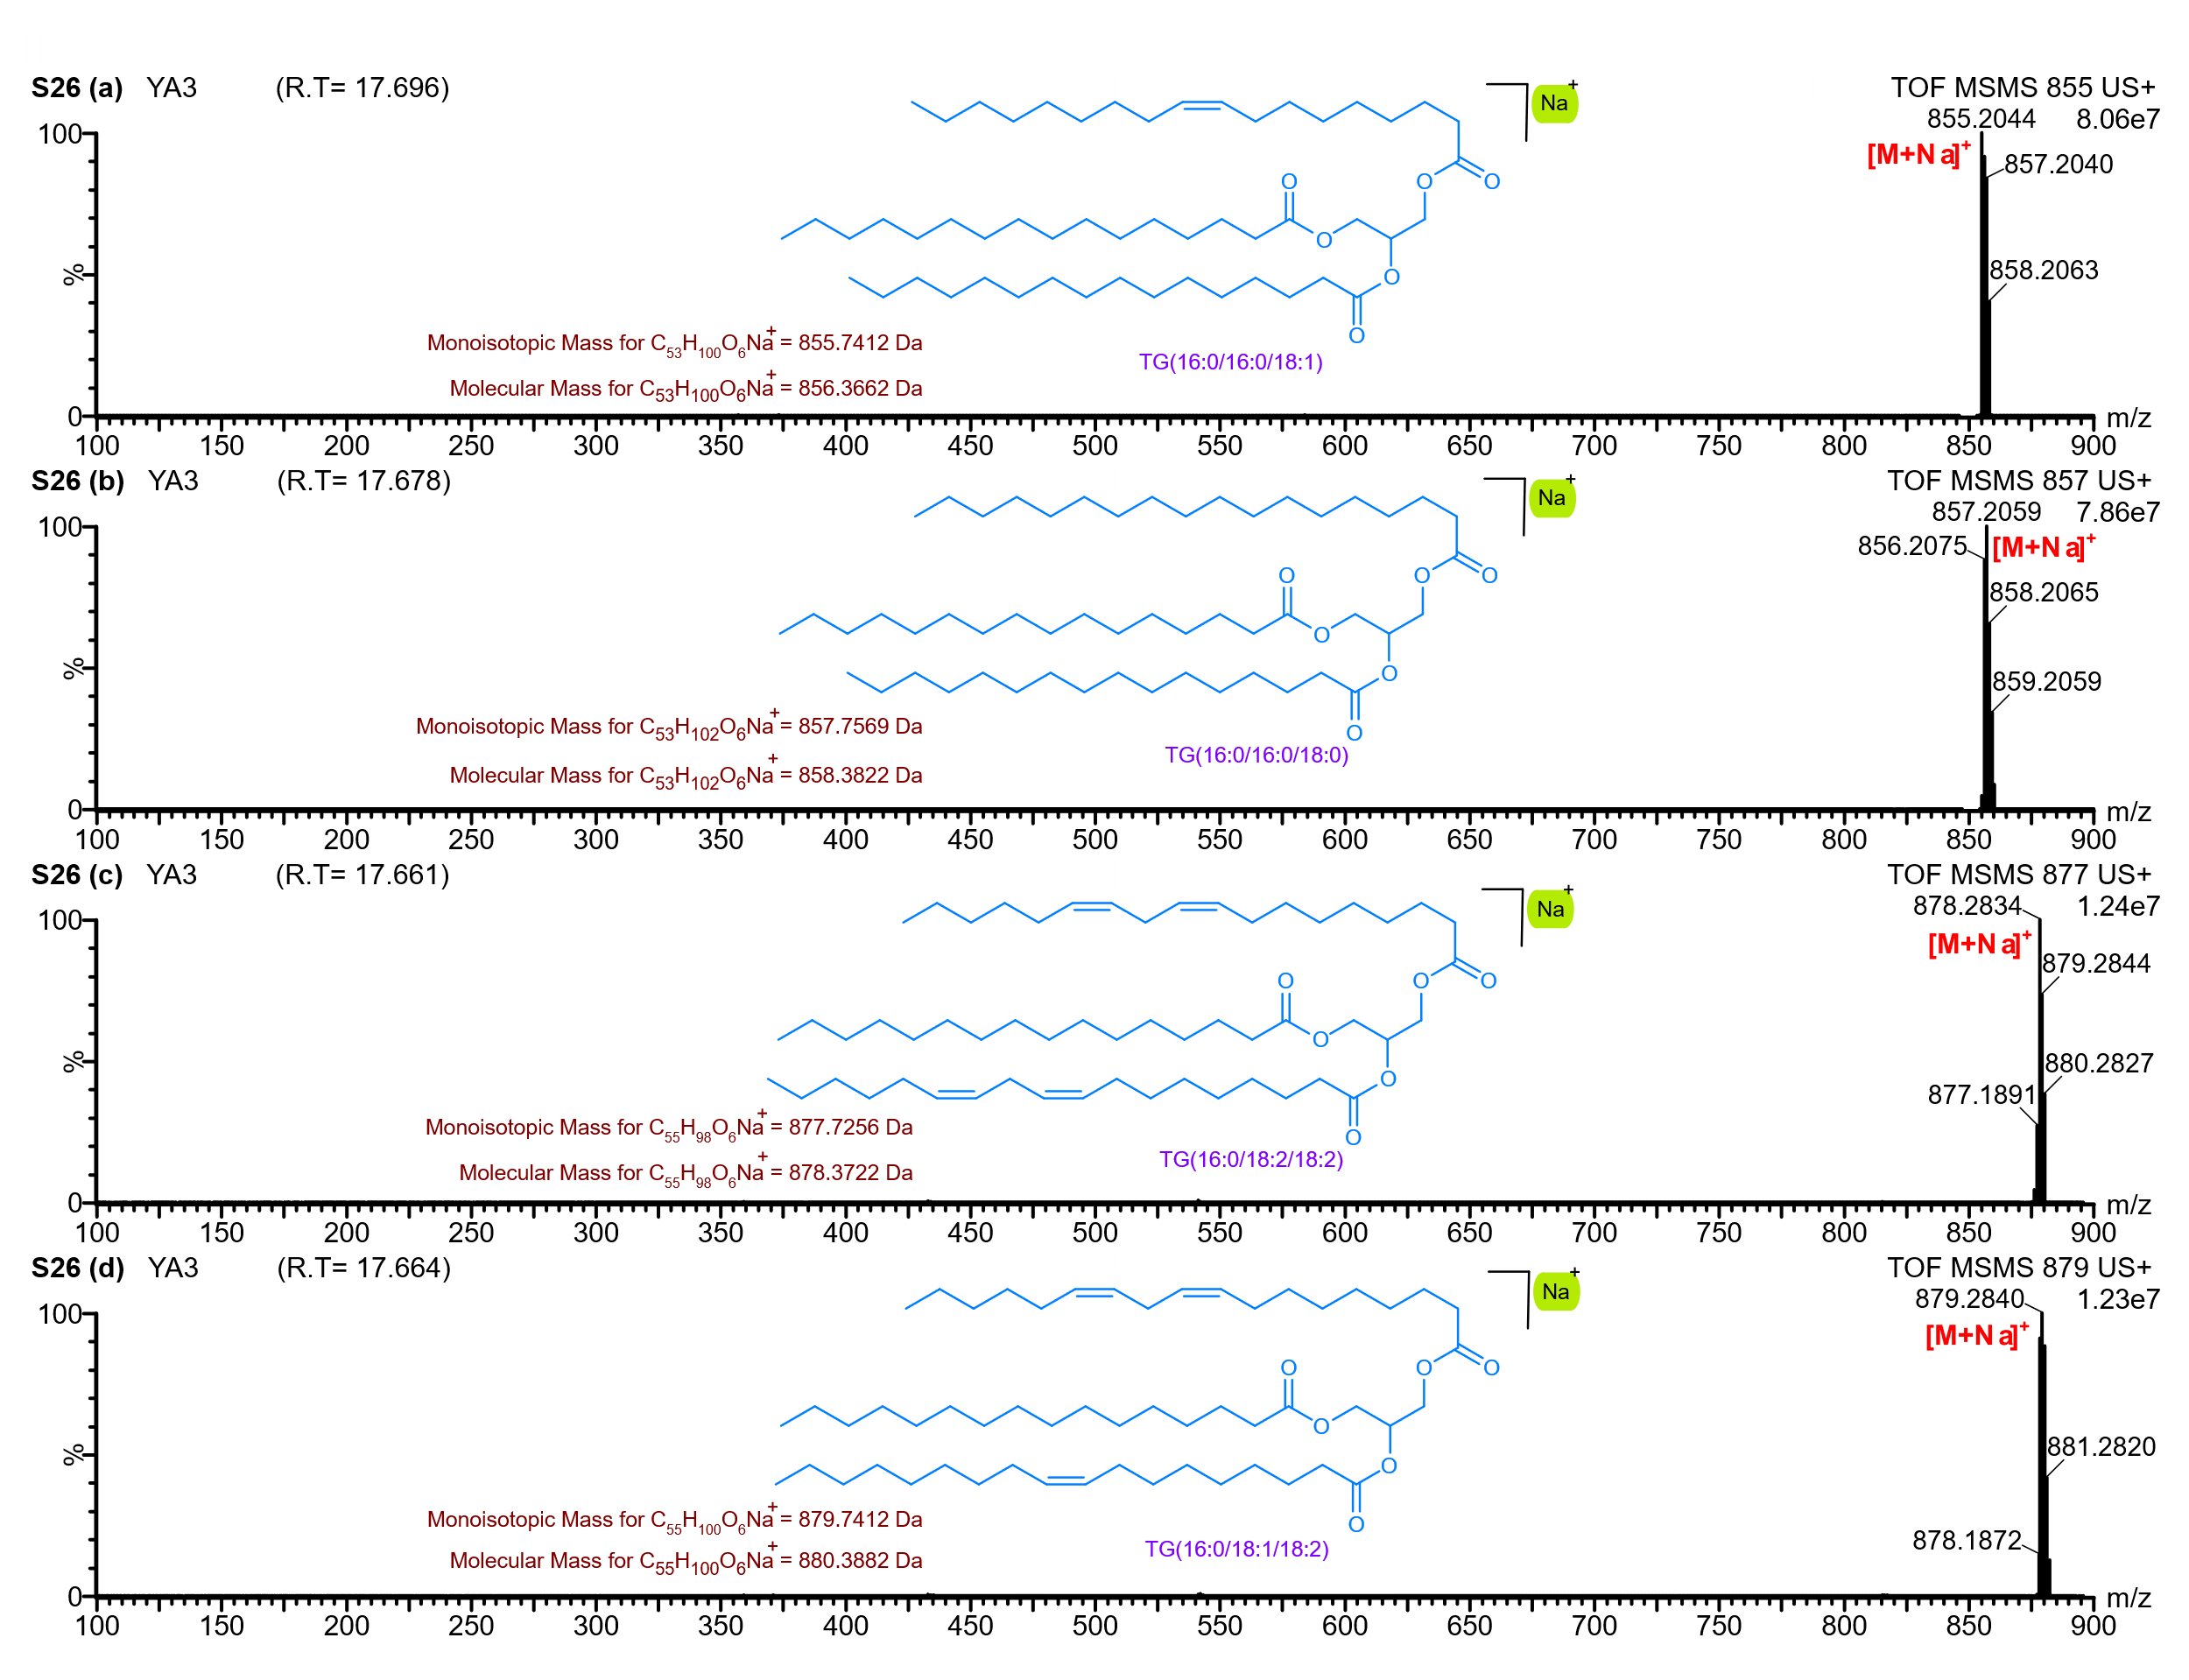 S26 (a) YA3 (R.T= 17.696)
TOF MSMS 855 US+
855.2044 8.06e7
[M+Na]+
857.2040
858.2063
Na+
O
O
O
O
O
O
100
%
0
Monoisotopic Mass for C53H100O6Na+ = 855.7412 Da
Molecular Mass for C53H100O6Na+ = 856.3662 Da
TG(16:0/16:0/18:1)
100 150 200 250 300 350 400 450 500 550 600 650 700 750 800 850 900 m/z
S26 (b) YA3 (R.T= 17.678)
TOF MSMS 857 US+
857.2059 7.86e7
856.2075
[M+Na]+
858.2065
859.2059
Na+
O
O
O
O
O
O
100
%
0
Monoisotopic Mass for C53H102O6Na+ = 857.7569 Da
Molecular Mass for C53H102O6Na+ = 858.3822 Da
TG(16:0/16:0/18:0)
100 150 200 250 300 350 400 450 500 550 600 650 700 750 800 850 900 m/z
S26 (c) YA3 (R.T= 17.661)
TOF MSMS 877 US+
878.2834 1.24e7
[M+Na]+
879.2844
880.2827
877.1891
Na+
O
O
O
O
O
O
100
%
0
Monoisotopic Mass for C55H98O6Na+ = 877.7256 Da
Molecular Mass for C55H98O6Na+ = 878.3722 Da
TG(16:0/18:2/18:2)
100 150 200 250 300 350 400 450 500 550 600 650 700 750 800 850 900 m/z
S26 (d) YA3 (R.T= 17.664)
TOF MSMS 879 US+
879.2840 1.23e7
[M+Na]+
881.2820
878.1872
Na+
O
O
O
O
O
O
100
%
0
Monoisotopic Mass for C55H100O6Na+ = 879.7412 Da
Molecular Mass for C55H100O6Na+ = 880.3882 Da
TG(16:0/18:1/18:2)
100 150 200 250 300 350 400 450 500 550 600 650 700 750 800 850 900 m/z